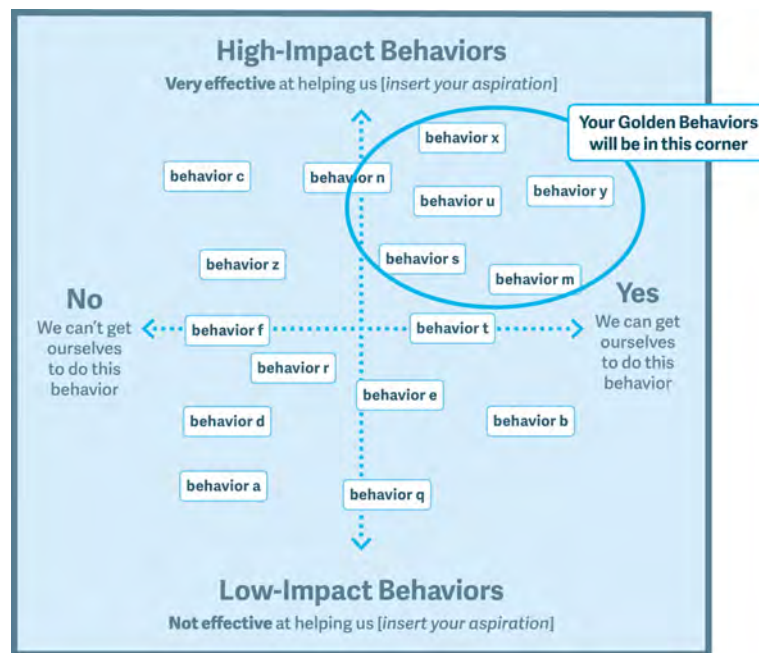 High-Impact Behaviors
Very effective at helping us [insert your aspiration]
Your Golden Behaviors
will be in this corner
behavior x
behavior c
behavior n
behavior y
behavior u
behavior s
behavior z
behavior m
No
We can't get
ourselves
to do this
behavior
Yes
We can get
ourselves
to do this
behavior
behavior f
behavior t
behavior r
behavior e
behavior d
behavior b
behavior a
behavior q
Low-Impact Behaviors
Not effective at helping us [insert your aspiration]